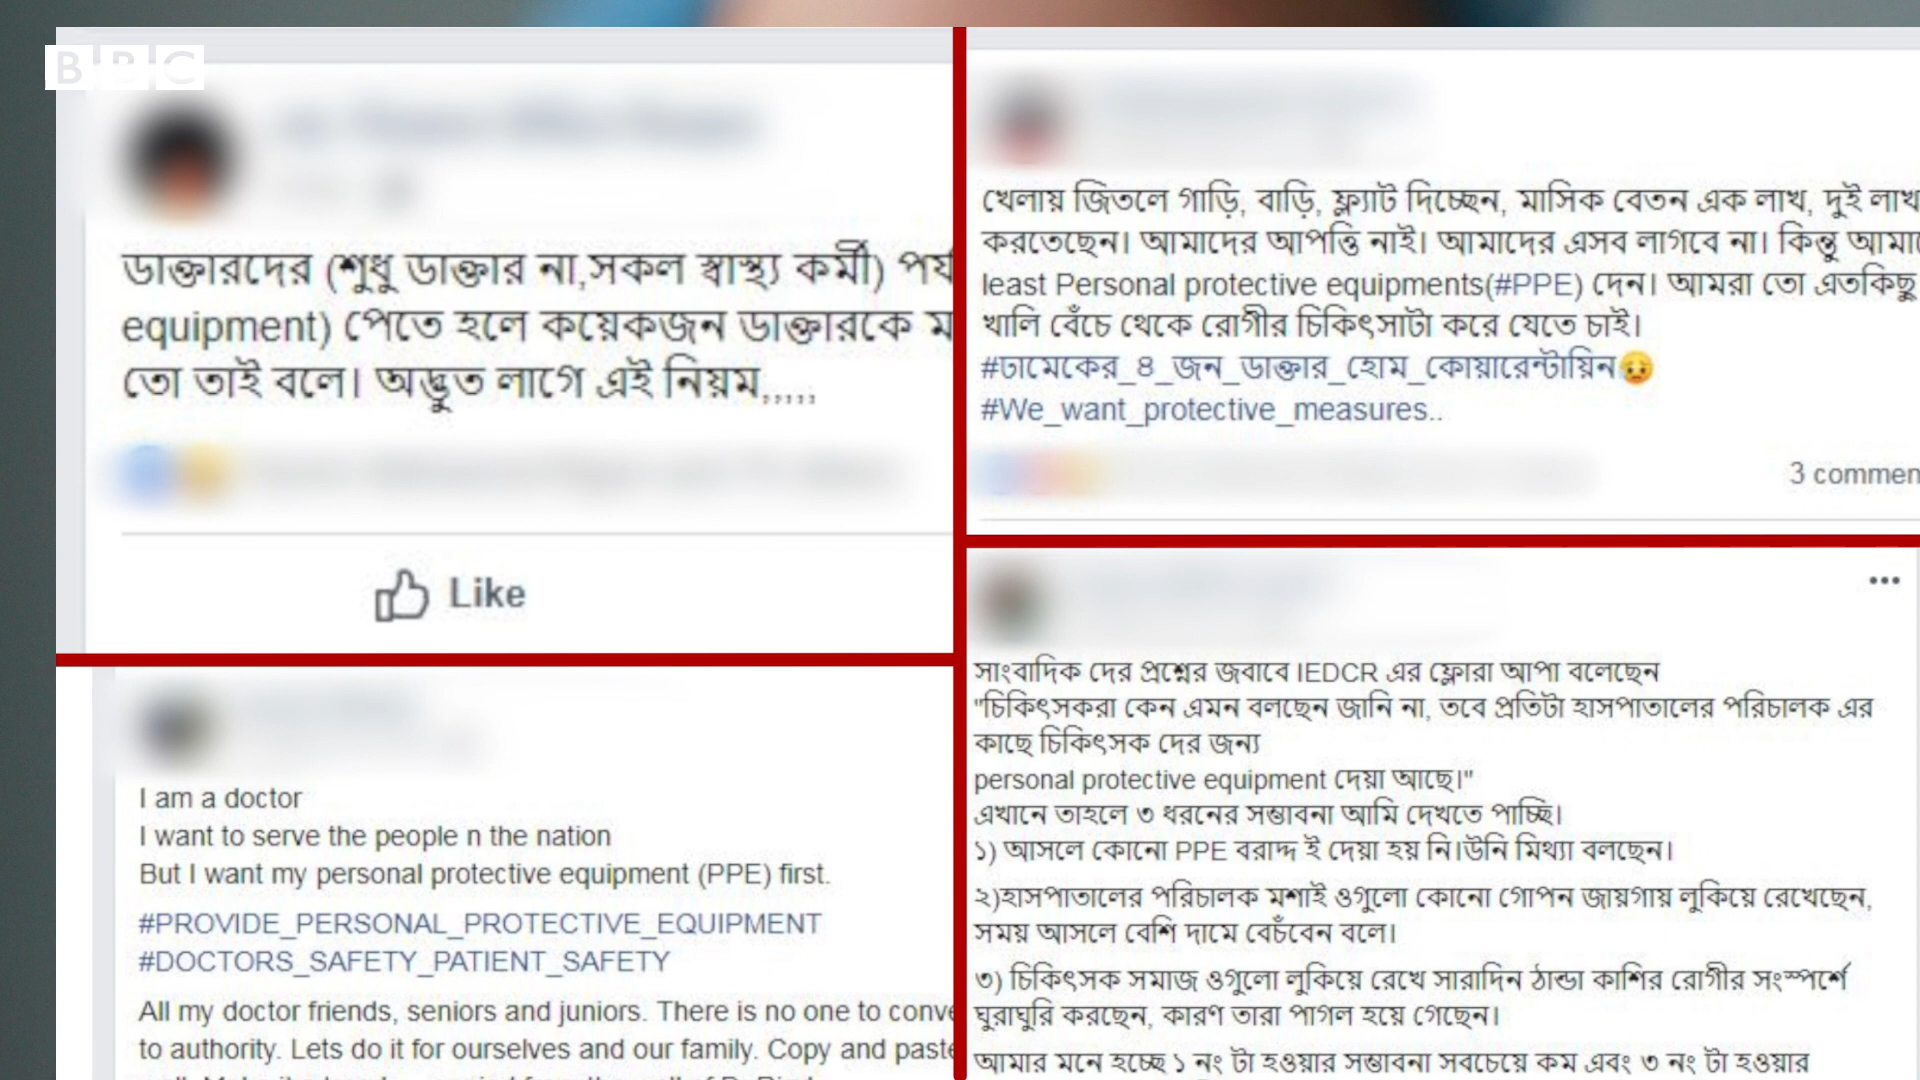 BBC
ডাক্তারদের (শুধু ডাক্তার না,সকল স্বাস্থ্য কর্মী)
equipment) পেতে হলে কয়েকজন ডাক্তারকে
তো তাই বলে। অদ্ভুত লাগে এই নিয়ম,,,,,
Like
I am a doctor
I want to serve the people n the nation
But I want my personal protective equipment (PPE) first.
#PROVIDE_PERSONAL_PROTECTIVE_EQUIPMENT
#DOCTORS_SAFETY_PATIENT_SAFETY
All my doctor friends, seniors and juniors. There is no one to
to authority. Lets do it for ourselves and our family. Copy and paste
খেলায় জিতলে গাড়ি, বাড়ি, ফ্ল্যাট দিচ্ছেন, মাসিক বেতন এক লাখ, দুই লাখ
করতেছেন। আমাদের আপত্তি নাই। আমাদের এসব লাগবে না। কিন্তু
least Personal protective equipments(#PPE) দেন। আমরা তো এতকিছু
খালি বেঁচে থেকে রোগীর চিকিৎসাটা করে যেতে চাই।
#ঢামেকের_৪_জন_ডাক্তার_হোম_কোয়ারেন্টায়িন😥
#We_want_protective_measures..
3
সাংবাদিক দের প্রশ্নের জবাবে IEDCR এর ফ্লোরা আপা বলেছেন
"চিকিৎসকরা কেন এমন বলছেন জানি না, তবে প্রতিটা হাসপাতালের পরিচালক এর
কাছে চিকিৎসক দের জন্য
personal protective equipment দেয়া আছে।"
এখানে তাহলে ৩ ধরনের সম্ভাবনা আমি দেখতে পাচ্ছি।
১) আসলে কোনো PPE বরাদ্দ ই দেয়া হয় নি।উনি মিথ্যা বলছেন।
২)হাসপাতালের পরিচালক মশাই ওগুলো কোনো গোপন জায়গায় লুকিয়ে রেখেছেন,
সময় আসলে বেশি দামে বেচঁবেন বলে।
৩) চিকিৎসক সমাজ ওগুলো লুকিয়ে রেখে সারাদিন ঠান্ডা কাশির রোগীর সংস্পর্শে
ঘুরাঘুরি করছেন, কারণ তারা পাগল হয়ে গেছেন।
আমার মনে হচ্ছে ১ নং টা হওয়ার সম্ভাবনা সবচেয়ে কম এবং ৩ নং টা হওয়ার